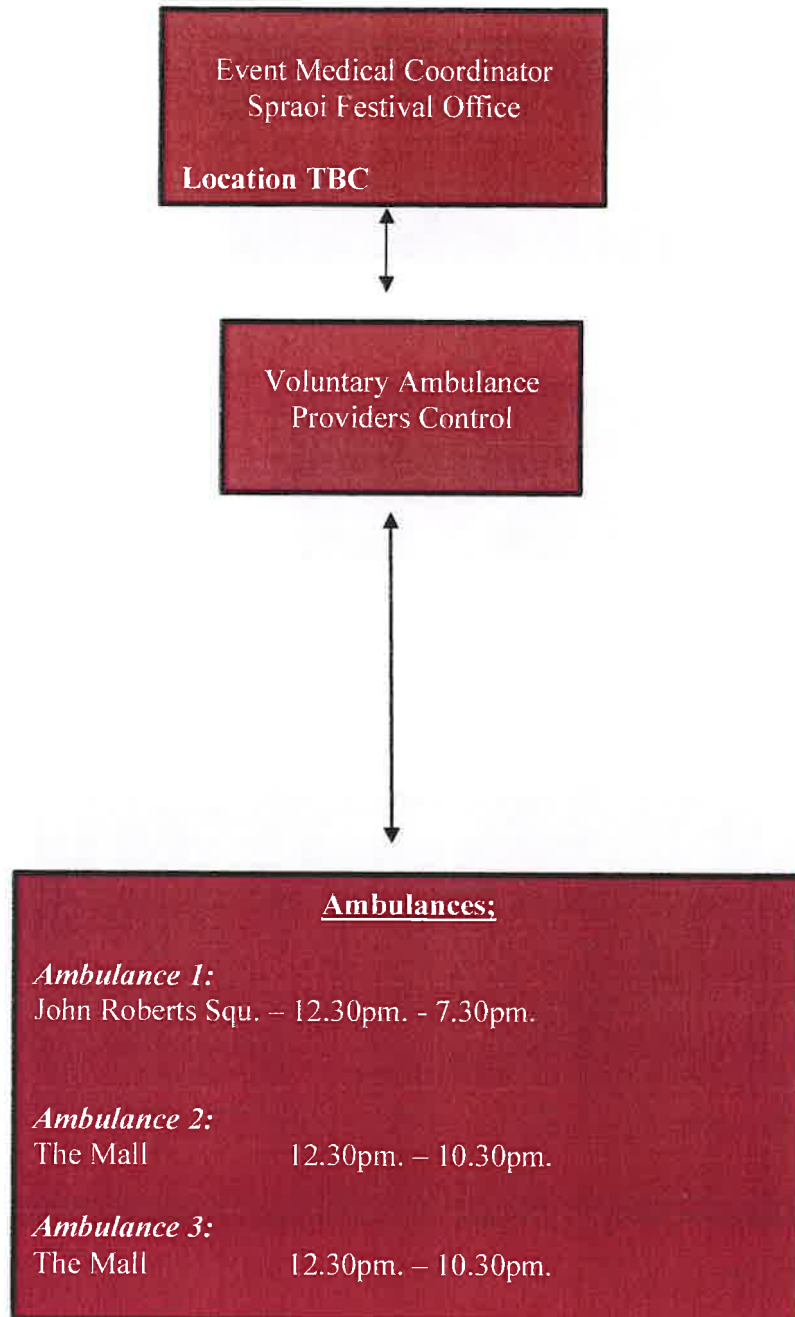 Event Medical Coordinator
Spraoi Festival Office
Location TBC
Voluntary Ambulance
Providers Control
Ambulances;
Ambulance 1:
John Roberts Squ. – 12.30pm. - 7.30pm.
Ambulance 2:
The Mall 12.30pm. – 10.30pm.
Ambulance 3:
The Mall 12.30pm. – 10.30pm.